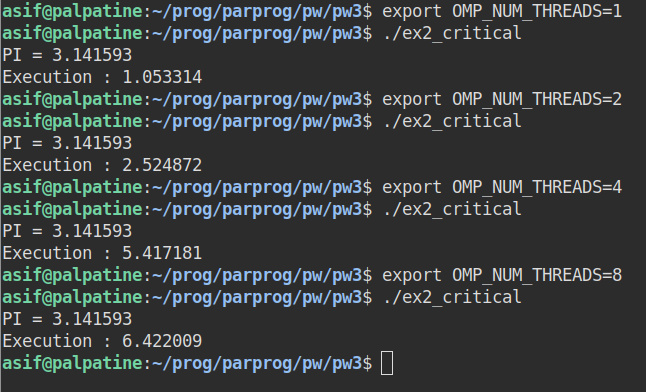 asif@palpatine:~/prog/parprog/pw/pw3$ export OMP_NUM_THREADS=1
asif@palpatine:~/prog/parprog/pw/pw3$ ./ex2_critical
PI = 3.141593
Execution : 1.053314
asif@palpatine:~/prog/parprog/pw/pw3$ export OMP_NUM_THREADS=2
asif@palpatine:~/prog/parprog/pw/pw3$ ./ex2_critical
PI = 3.141593
Execution : 2.524872
asif@palpatine:~/prog/parprog/pw/pw3$ export OMP_NUM_THREADS=4
asif@palpatine:~/prog/parprog/pw/pw3$ ./ex2_critical
PI = 3.141593
Execution : 5.417181
asif@palpatine:~/prog/parprog/pw/pw3$ export OMP_NUM_THREADS=8
asif@palpatine:~/prog/parprog/pw/pw3$ ./ex2_critical
PI = 3.141593
Execution : 6.422009
asif@palpatine:~/prog/parprog/pw/pw3$